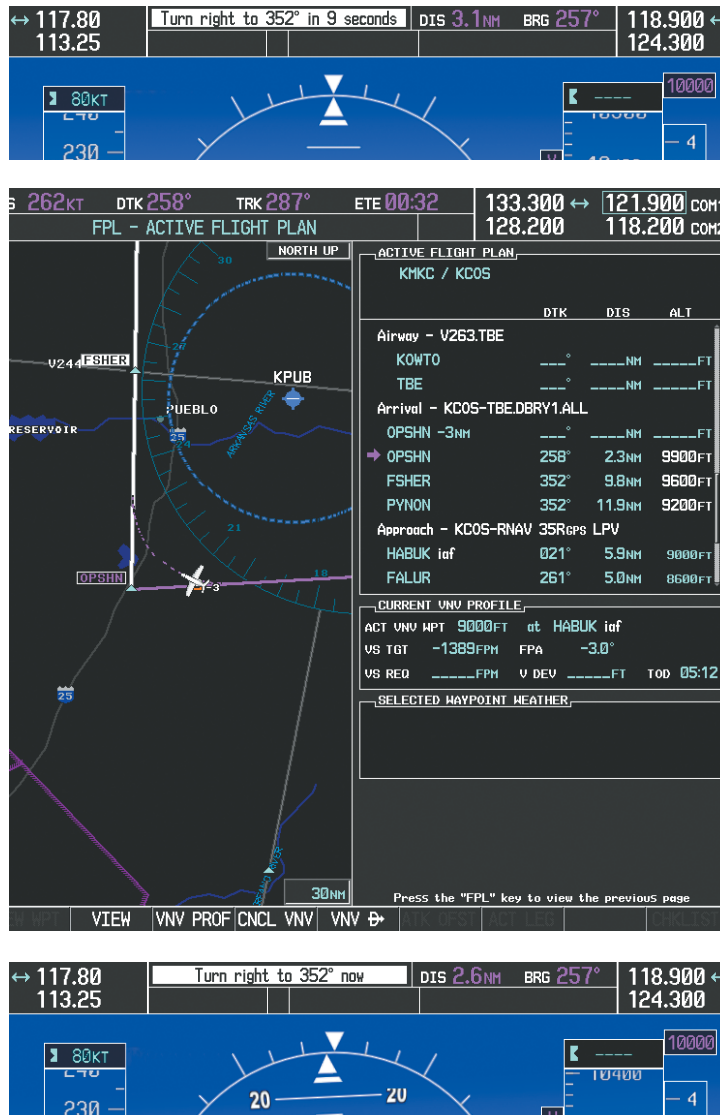 ↔ 117.80 Turn right to 352° in 9 seconds DIS 3.1NM BRG 257° 118.900 ↔
113.25 124.300
80KT ---- 10000
4
230
S 262KT DTK 258° TRK 287° ETE 00:32 133.300 ↔ 121.900 COM1
FPL – ACTIVE FLIGHT PLAN 128.200 118.200 COM2
NORTH UP
ACTIVE FLIGHT PLAN
KMKC / KCOS
DTK DIS ALT
Airway – V263.TBE
KOWTO ___° ____NM _____FT
TBE ___° ____NM _____FT
Arrival – KCOS-TBE.DBRY1.ALL
OPSHN -3NM ___° ____NM _____FT
OPSHN 258° 2.3NM 9900FT
FSHER 352° 9.8NM 9600FT
PYNON 352° 11.9NM 9200FT
Approach – KCOS-RNAV 35RGPS LPV
HABUK iaf 021° 5.9NM 9000FT
FALUR 261° 5.0NM 8600FT
30
27
V244 FSHER
KPUB
PUEBLO
RESERVOIR
25
24
ARKANSAS RIVER
21
18
OPSHN
-3
25
30NM
CURRENT VNV PROFILE
ACT VNV WPT 9000FT at HABUK iaf
VS TGT -1389FPM FPA -3.0°
VS REQ _____FPM V DEV _____FT TOD 05:12
SELECTED WAYPOINT WEATHER
Press the "FPL" key to view the previous page
VIEW VNV PROF CNCL VNV VNV ATK OFST ACT LEG CHKLIST
↔ 117.80 Turn right to 352° now DIS 2.6NM BRG 257° 118.900 ↔
113.25 124.300
80KT ---- 10000
10400
20 20
4
230